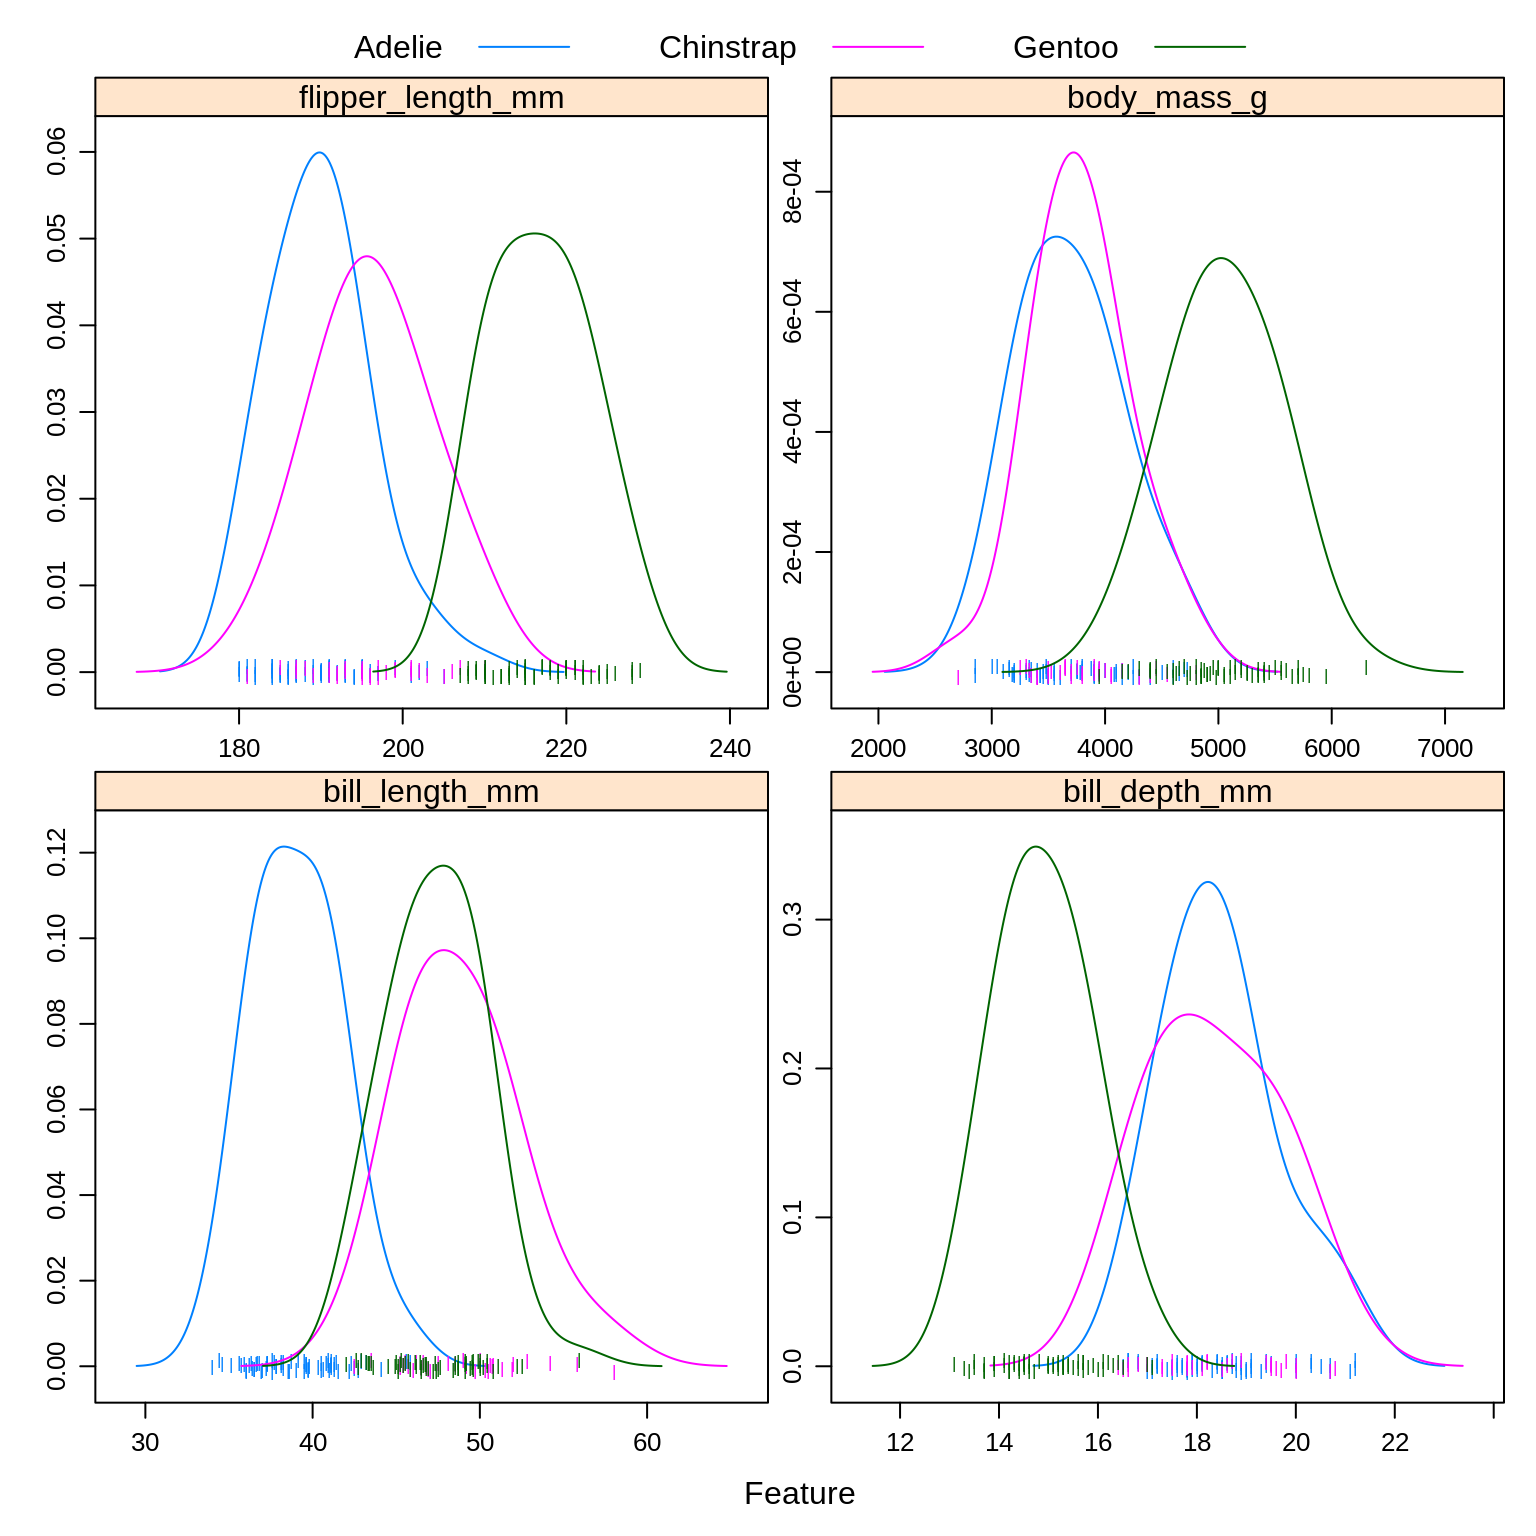 Adelie Chinstrap Gentoo
flipper_length_mm
0.00 0.01 0.02 0.03 0.04 0.05 0.06
180 200 220 240
body_mass_g
0e+00 2e-04 4e-04 6e-04 8e-04
2000 3000 4000 5000 6000 7000
bill_length_mm
0.00 0.02 0.04 0.06 0.08 0.10 0.12
30 40 50 60
bill_depth_mm
0.0 0.1 0.2 0.3
12 14 16 18 20 22
Feature